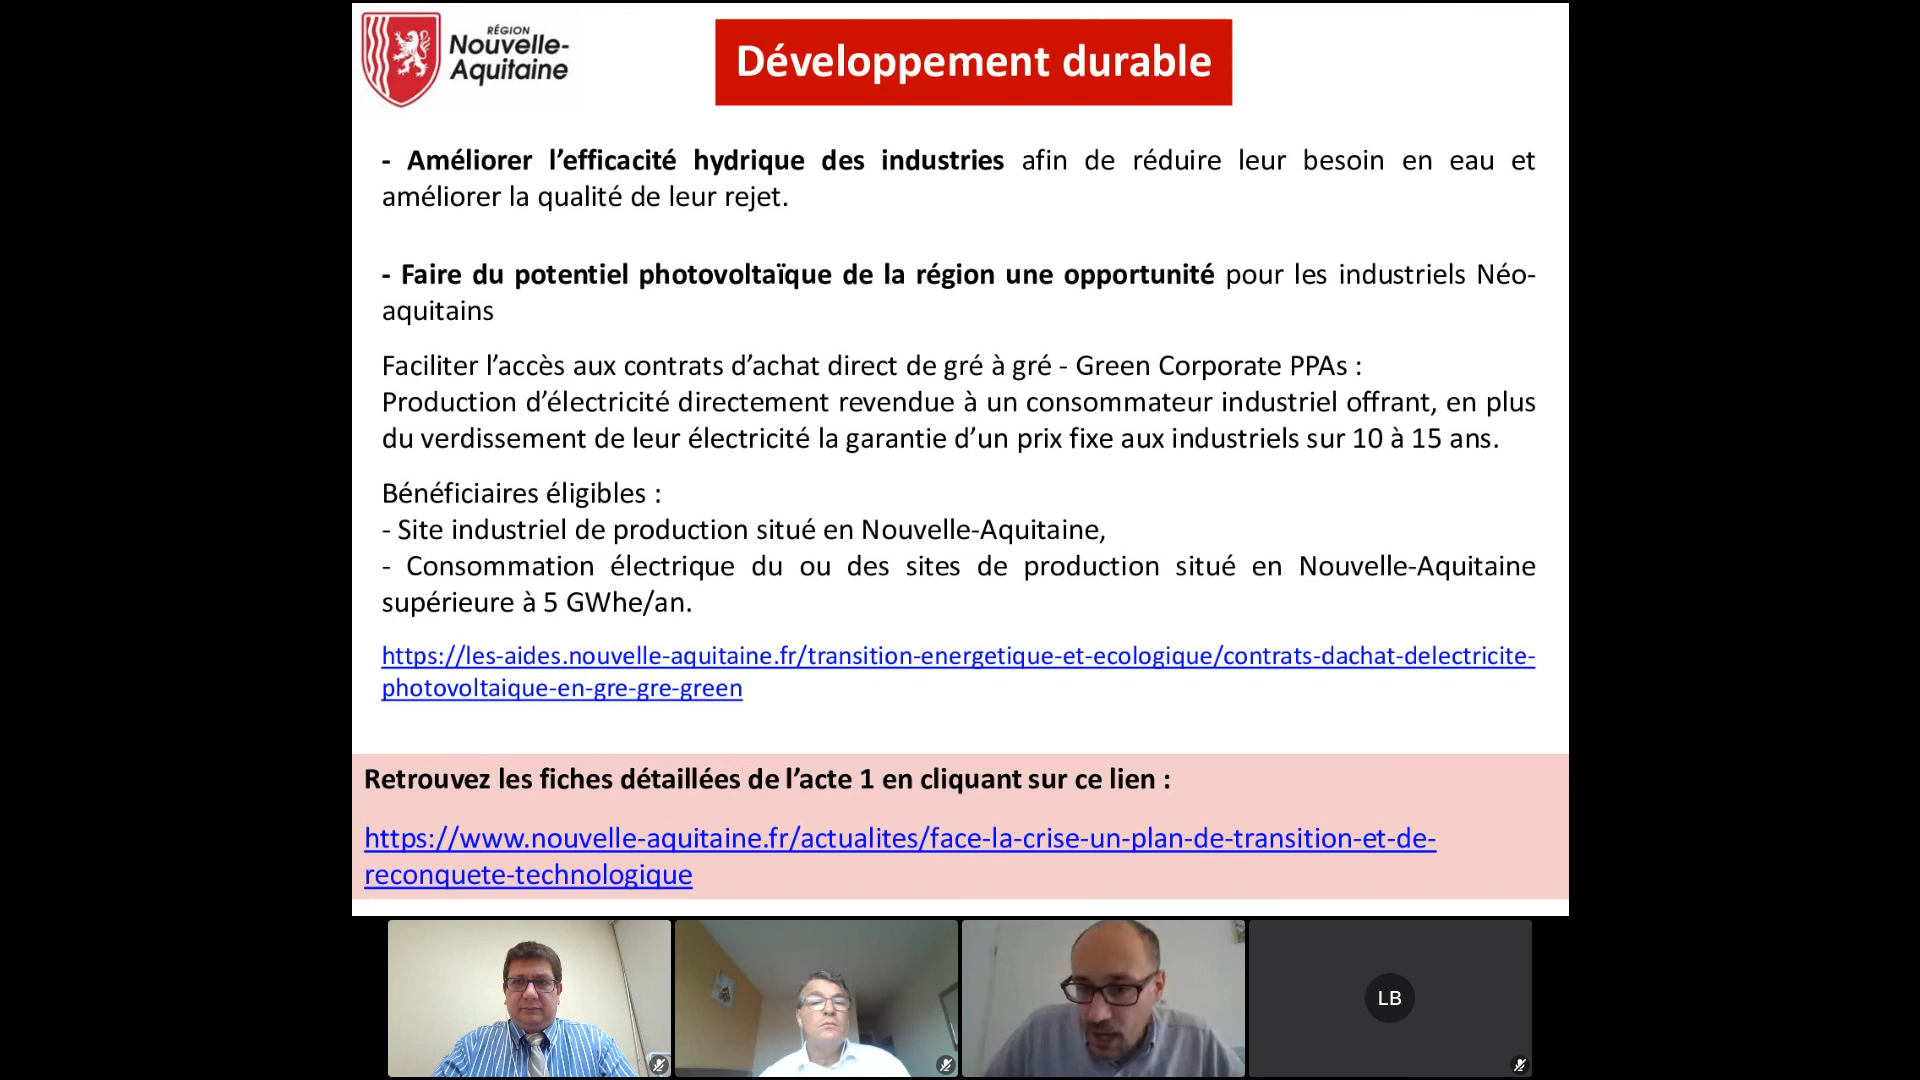 RÉGION
Nouvelle-
Aquitaine
Développement durable
- Améliorer l’efficacité hydrique des industries afin de réduire leur besoin en eau et
améliorer la qualité de leur rejet.
- Faire du potentiel photovoltaïque de la région une opportunité pour les industriels Néo-
aquitains
Faciliter l’accès aux contrats d’achat direct de gré à gré - Green Corporate PPAs :
Production d’électricité directement revendue à un consommateur industriel offrant, en plus
du verdissement de leur électricité la garantie d’un prix fixe aux industriels sur 10 à 15 ans.
Bénéficiaires éligibles :
- Site industriel de production situé en Nouvelle-Aquitaine,
- Consommation électrique du ou des sites de production situé en Nouvelle-Aquitaine
supérieure à 5 GWhe/an.
https://les-aides.nouvelle-aquitaine.fr/transition-energetique-et-ecologique/contrats-dachat-delectricite-
photovoltaique-en-gre-gre-green
Retrouvez les fiches détaillées de l’acte 1 en cliquant sur ce lien :
https://www.nouvelle-aquitaine.fr/actualites/face-la-crise-un-plan-de-transition-et-de-
reconquete-technologique
LB